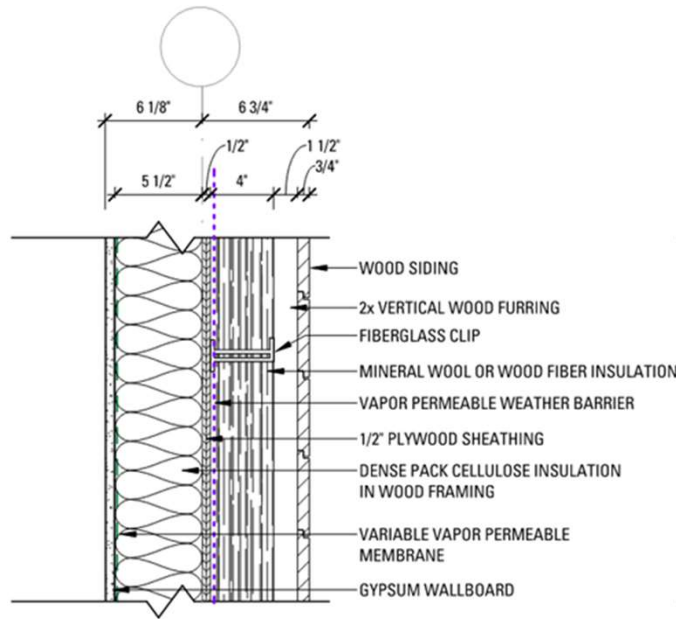 6 1/8"
6 3/4"
1/2"
1 1/2"
3/4"
5 1/2"
4"
WOOD SIDING
2x VERTICAL WOOD FURRING
FIBERGLASS CLIP
MINERAL WOOL OR WOOD FIBER INSULATION
VAPOR PERMEABLE WEATHER BARRIER
1/2" PLYWOOD SHEATHING
DENSE PACK CELLULOSE INSULATION
IN WOOD FRAMING
VARIABLE VAPOR PERMEABLE
MEMBRANE
GYPSUM WALLBOARD